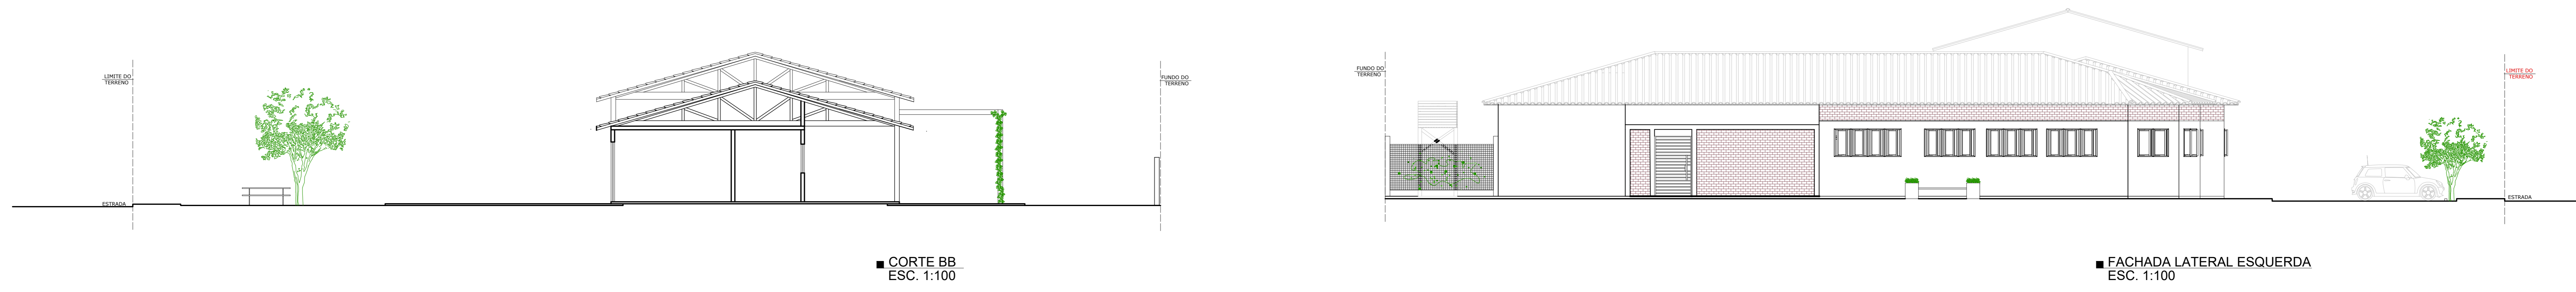 LIMITE DO
TERRENO
ESTRADA
FUNDO DO
TERRENO
■ CORTE BB
ESC. 1:100
FUNDO DO
TERRENO
LIMITE DO
TERRENO
ESTRADA
■ FACHADA LATERAL ESQUERDA
ESC. 1:100